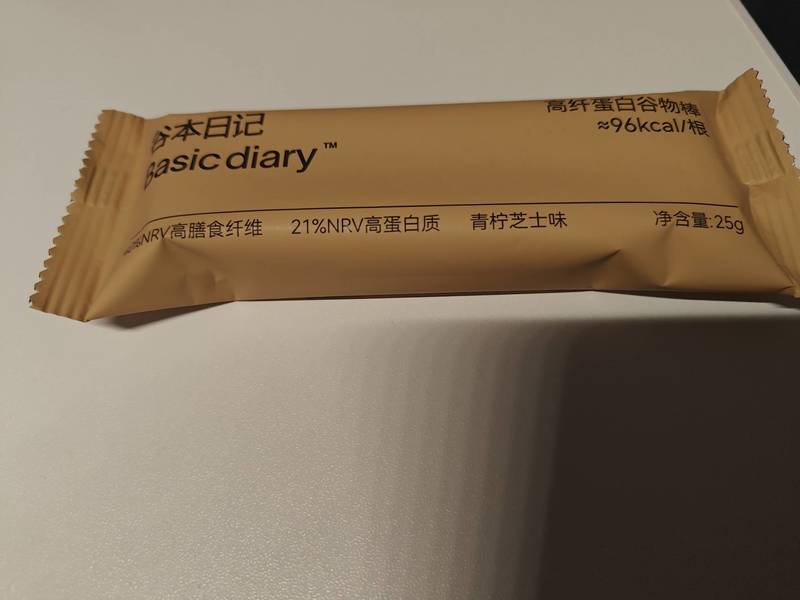 谷本日记
Basic diary™
高纤蛋白谷物棒
≈96kcal/根
%NRV高膳食纤维 21%NRV高蛋白质 青柠芝士味 净含量:25g